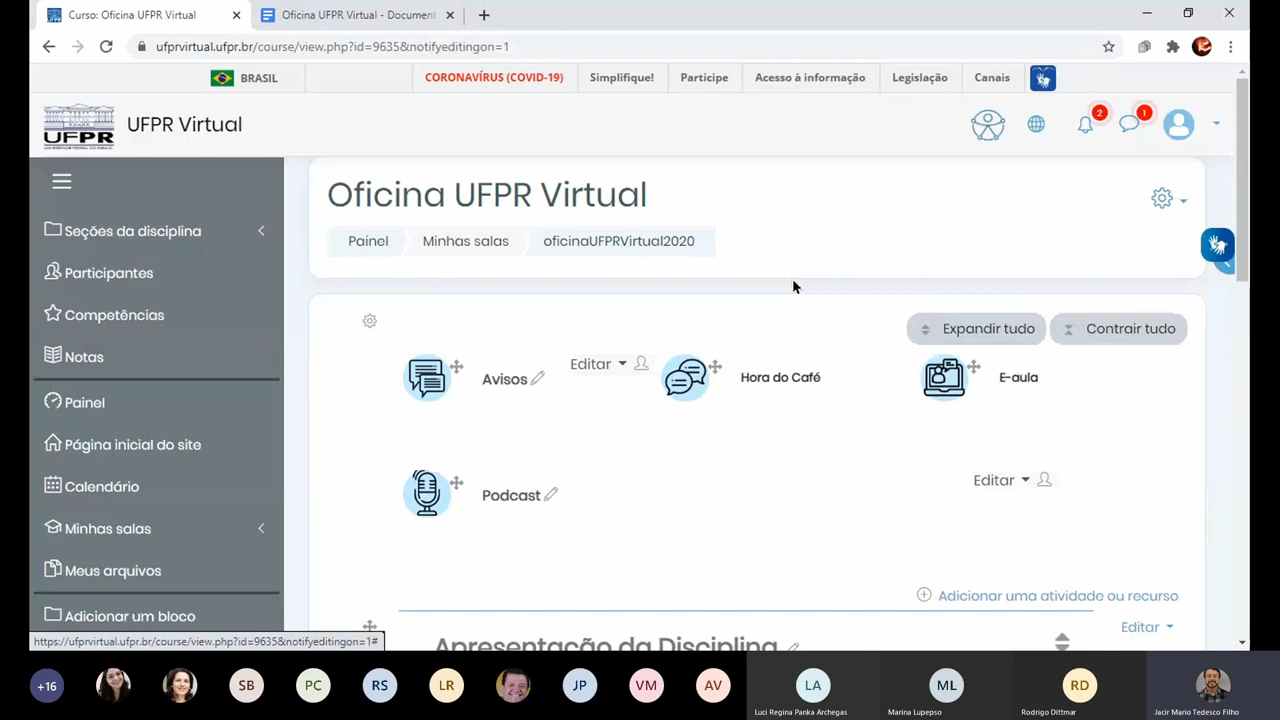 Curso: Oficina UFPR Virtual
Oficina UFPR Virtual - Document
ufprvirtual.ufpr.br/course/view.php?id=9635&notifyeditingon=1
BRASIL
CORONAVÍRUS (COVID-19)
Simplifique!
Participe
Acesso à informação
Legislação
Canais
UFPR
UFPR Virtual
2
1
Oficina UFPR Virtual
Painel
Minhas salas
oficinaUFPRVirtual2020
Seções da disciplina
Participantes
Competências
Notas
Painel
Página inicial do site
Calendário
Minhas salas
Meus arquivos
Adicionar um bloco
Expandir tudo
Contrair tudo
Avisos
Editar
Hora do Café
E-aula
Podcast
Editar
Adicionar uma atividade ou recurso
Editar
Apresentação da Disciplina
https://ufprvirtual.ufpr.br/course/view.php?id=9635&notifyeditingon=1#
+16
SB
PC
RS
LR
JP
VM
AV
LA
ML
RD
Luci Regina Panka Archegas
Marina Lupepso
Rodrigo Dittmar
Jacir Mario Tedesco Filho